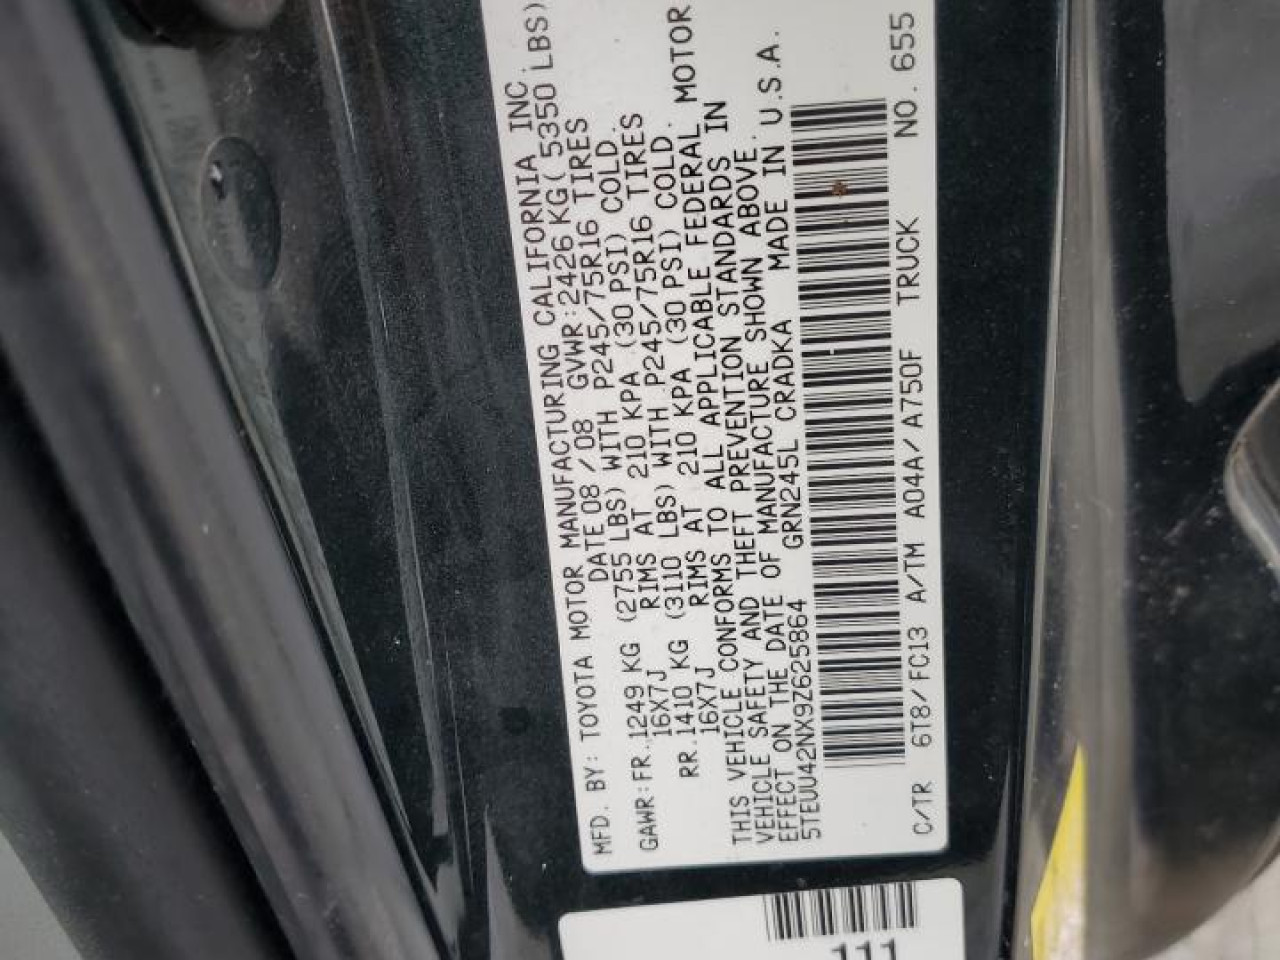 MFD. BY: TOYOTA MOTOR MANUFACTURING CALIFORNIA INC.
DATE 08/08 GVWR:2426 KG( 5350 LBS)
GAWR:FR.1249 KG (2755 LBS) WITH P245/75R16 TIRES
16X7J RIMS AT 210 KPA (30 PSI) COLD.
RR.1410 KG (3110 LBS) WITH P245/75R16 TIRES
16X7J RIMS AT 210 KPA (30 PSI) COLD.
THIS VEHICLE CONFORMS TO ALL APPLICABLE FEDERAL MOTOR
VEHICLE SAFETY AND THEFT PREVENTION STANDARDS IN
EFFECT ON THE DATE OF MANUFACTURE SHOWN ABOVE.
5TEUU42NX9Z625864 GRN245L CRADKA MADE IN U.S.A.
C/TR 6T8/FC13 A/TM A04A/A750F TRUCK NO. 655
111